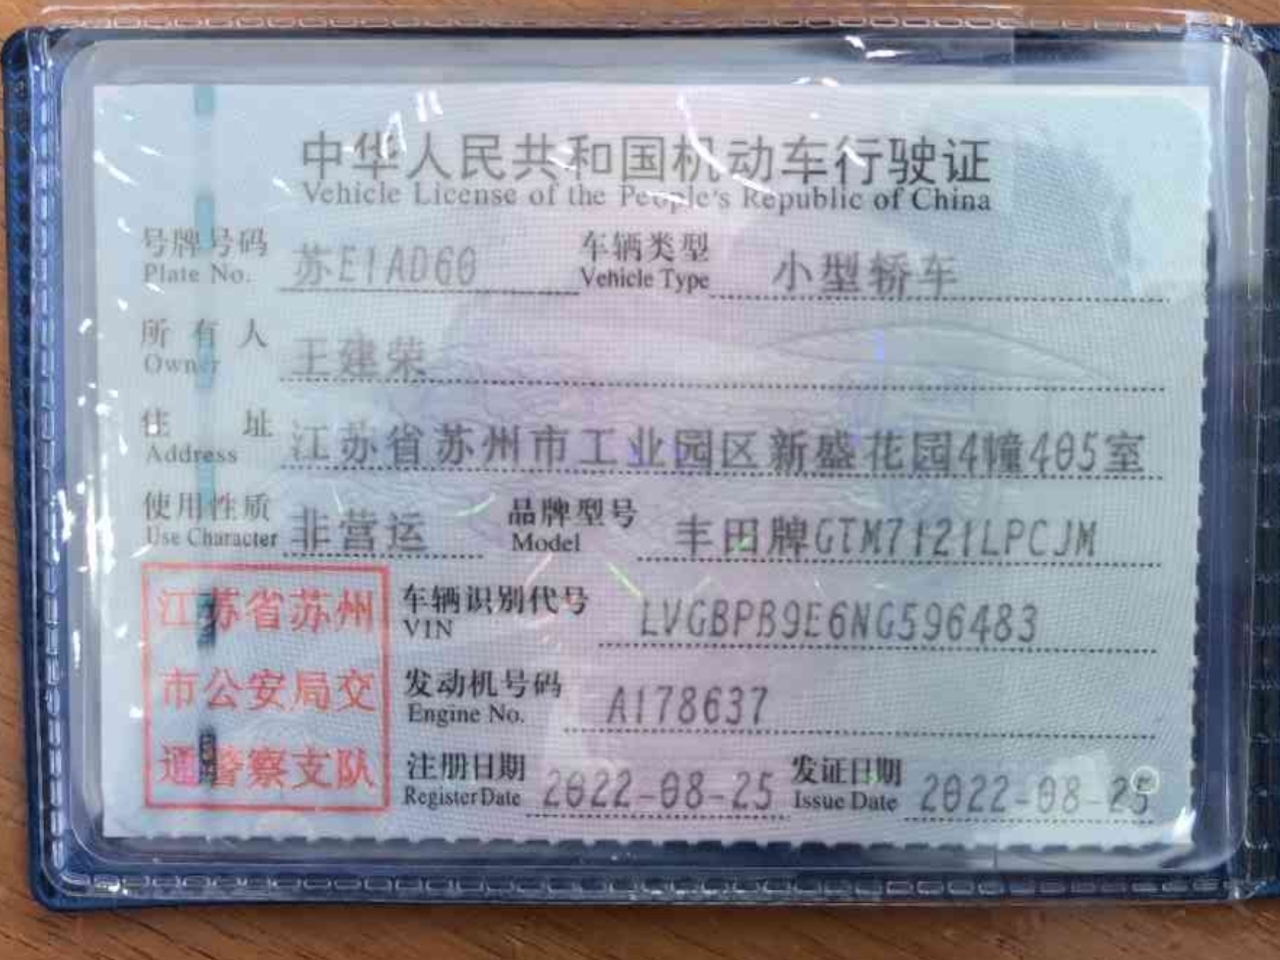 中华人民共和国机动车行驶证
Vehicle License of the People's Republic of China
号牌号码 苏E1AD60 车辆类型 小型轿车
Plate No. Vehicle Type
所有人 王建荣
Owner
住址 江苏省苏州市工业园区新盛花园4幢405室
Address
使用性质 非营运 品牌型号 丰田牌GTM7121LPCJM
Use Character Model
江苏省苏州
市公安局交
通警察支队
车辆识别代号 LVGBPB9E6NG596483
VIN
发动机号码 A178637
Engine No.
注册日期 2022-08-25 发证日期 2022-08-25
Register Date Issue Date